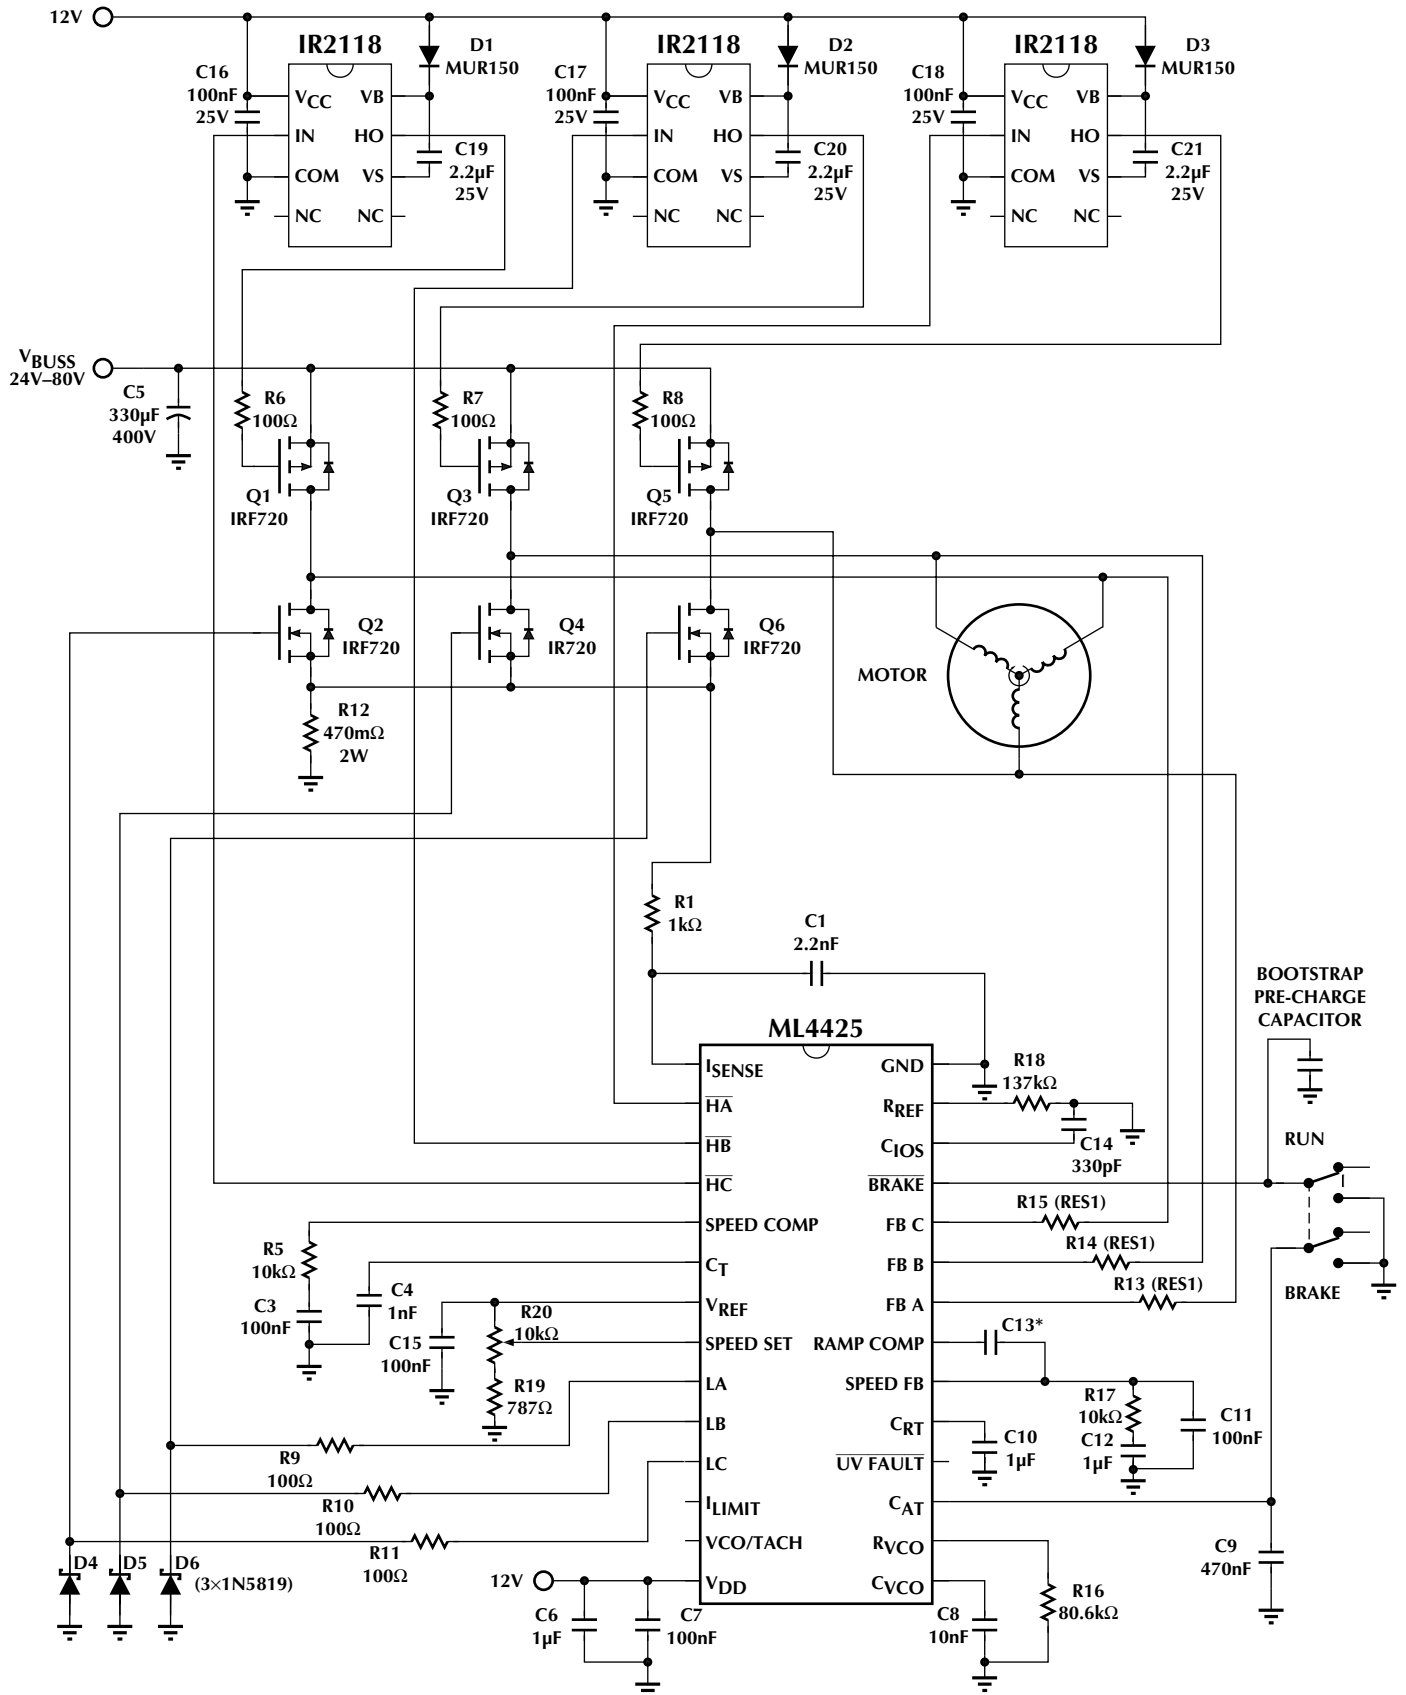 12V
IR2118
D1
MUR150
C16
100nF
25V
VCC
VB
IN
HO
COM
VS
NC
NC
C19
2.2µF
25V
IR2118
D2
MUR150
C17
100nF
25V
VCC
VB
IN
HO
COM
VS
NC
NC
C20
2.2µF
25V
IR2118
D3
MUR150
C18
100nF
25V
VCC
VB
IN
HO
COM
VS
NC
NC
C21
2.2µF
25V
VBUSS
24V–80V
C5
330µF
400V
R6
100Ω
R7
100Ω
R8
100Ω
Q1
IRF720
Q3
IRF720
Q5
IRF720
Q2
IRF720
Q4
IR720
Q6
IRF720
MOTOR
R12
470mΩ
2W
R1
1kΩ
C1
2.2nF
BOOTSTRAP
PRE-CHARGE
CAPACITOR
ML4425
ISENSE
HA
HB
HC
SPEED COMP
CT
VREF
SPEED SET
LA
LB
LC
ILIMIT
VCO/TACH
VDD
GND
RREF
CIOS
BRAKE
FB C
FB B
FB A
RAMP COMP
SPEED FB
CRT
UV FAULT
CAT
RVCO
CVCO
R18
137kΩ
C14
330pF
RUN
BRAKE
R15 (RES1)
R14 (RES1)
R13 (RES1)
C13*
R17
10kΩ
C12
1µF
C11
100nF
C10
1µF
C9
470nF
R16
80.6kΩ
C8
10nF
R5
10kΩ
C3
100nF
C4
1nF
C15
100nF
R20
10kΩ
R19
787Ω
R9
100Ω
R10
100Ω
R11
100Ω
D4
D5
D6
(3×1N5819)
12V
C6
1µF
C7
100nF